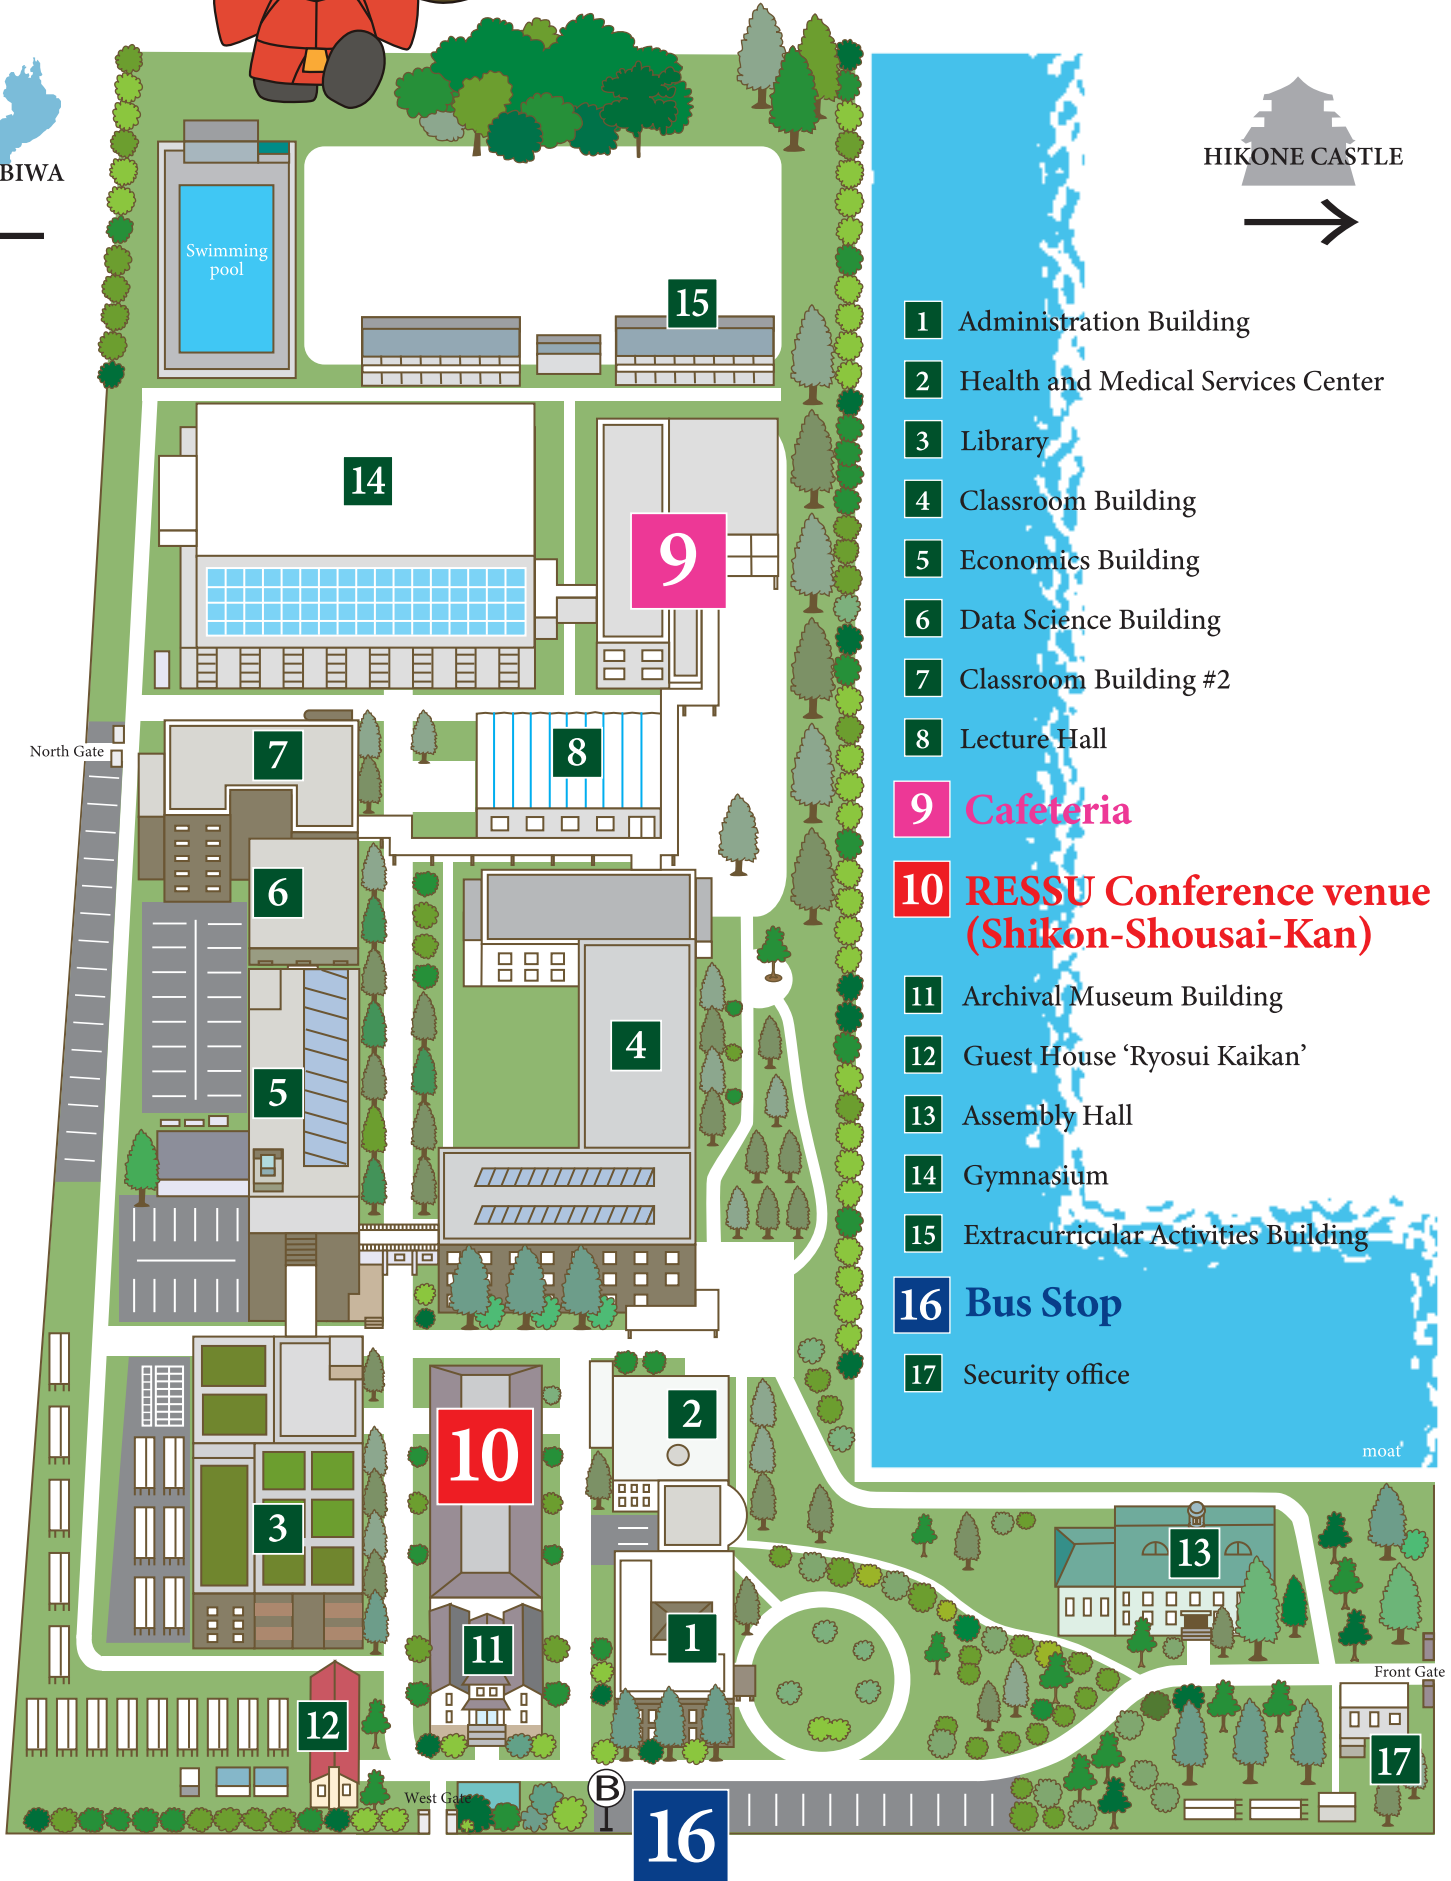 BIWA
HIKONE CASTLE
Swimming
pool
15
14
9
North Gate
7
8
6
4
5
2
10
3
13
1
11
Front Gate
12
17
West Gate
B
16
moat
1 Administration Building
2 Health and Medical Services Center
3 Library
4 Classroom Building
5 Economics Building
6 Data Science Building
7 Classroom Building #2
8 Lecture Hall
9 Cafeteria
10 RESSU Conference venue
(Shikon-Shousai-Kan)
11 Archival Museum Building
12 Guest House ‘Ryosui Kaikan’
13 Assembly Hall
14 Gymnasium
15 Extracurricular Activities Building
16 Bus Stop
17 Security office